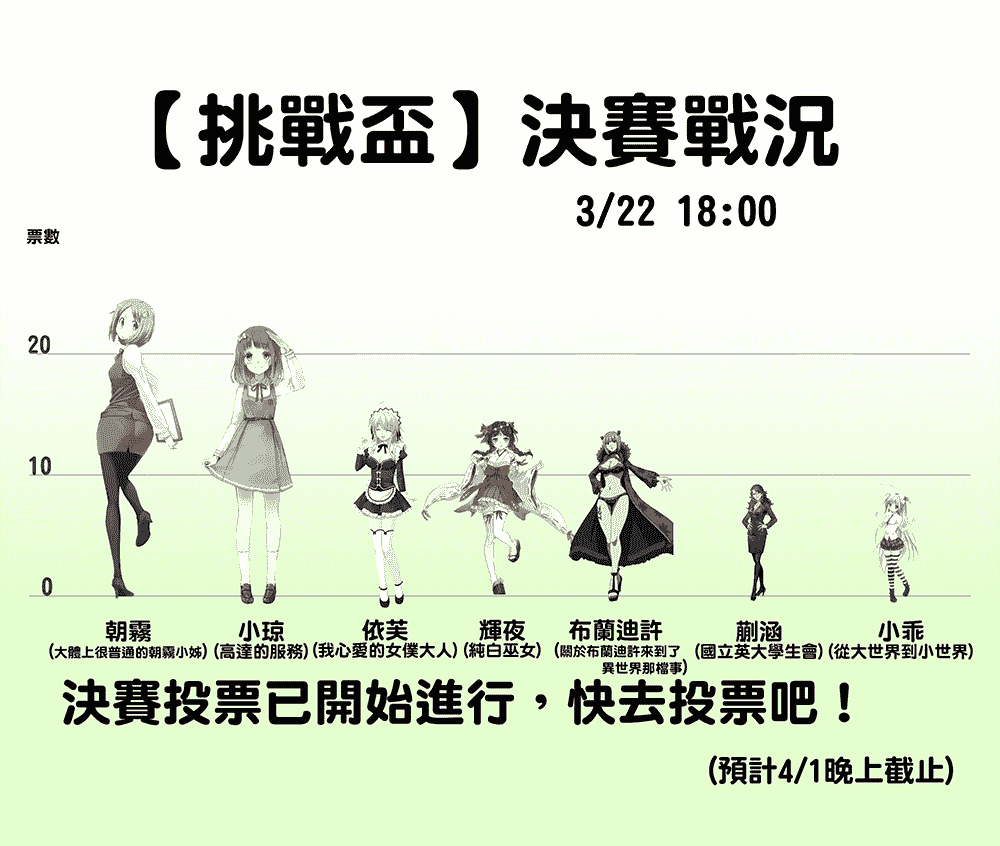 【挑戰盃】決賽戰況
3/22 18:00
票數
20
10
0
朝霧 小琼 依芙 輝夜 布蘭迪許 蒯涵 小乖
(大體上很普通的朝霧小姊) (高達的服務) (我心愛的女僕大人) (純白巫女) (關於布蘭迪許來到了 (國立英大學生會) (從大世界到小世界)
異世界那檔事)
決賽投票已開始進行，快去投票吧！
(預計4/1晚上截止)